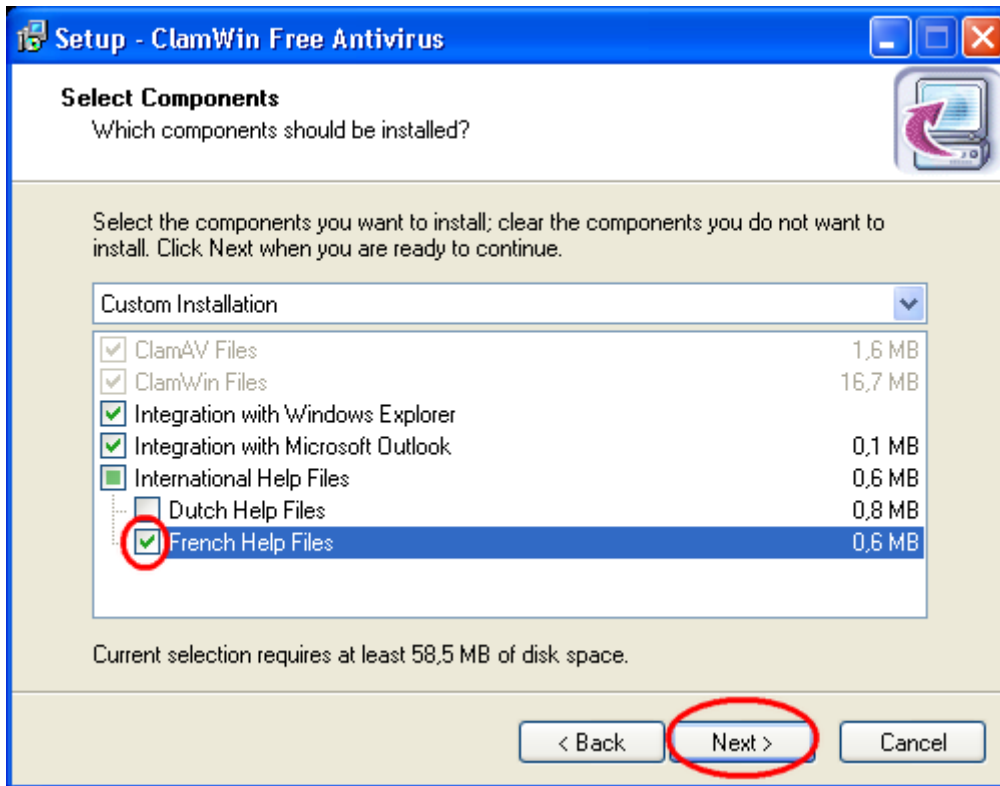 Setup - ClamWin Free Antivirus
Select Components
Which components should be installed?
Select the components you want to install; clear the components you do not want to
install. Click Next when you are ready to continue.
Custom Installation
ClamAV Files 1,6 MB
ClamWin Files 16,7 MB
Integration with Windows Explorer
Integration with Microsoft Outlook 0,1 MB
International Help Files 0,6 MB
Dutch Help Files 0,8 MB
French Help Files 0,6 MB
Current selection requires at least 58,5 MB of disk space.
< Back Next > Cancel